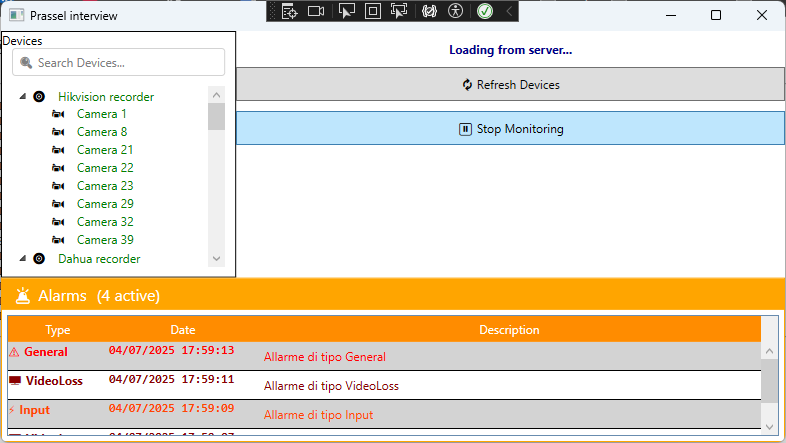 Prassel interview
Devices
Search Devices...
Hikvision recorder
Camera 1
Camera 8
Camera 21
Camera 22
Camera 23
Camera 29
Camera 32
Camera 39
Dahua recorder
Loading from server...
Refresh Devices
Stop Monitoring
Alarms (4 active)
Type Date Description
General 04/07/2025 17:59:13 Allarme di tipo General
VideoLoss 04/07/2025 17:59:11 Allarme di tipo VideoLoss
Input 04/07/2025 17:59:09 Allarme di tipo Input